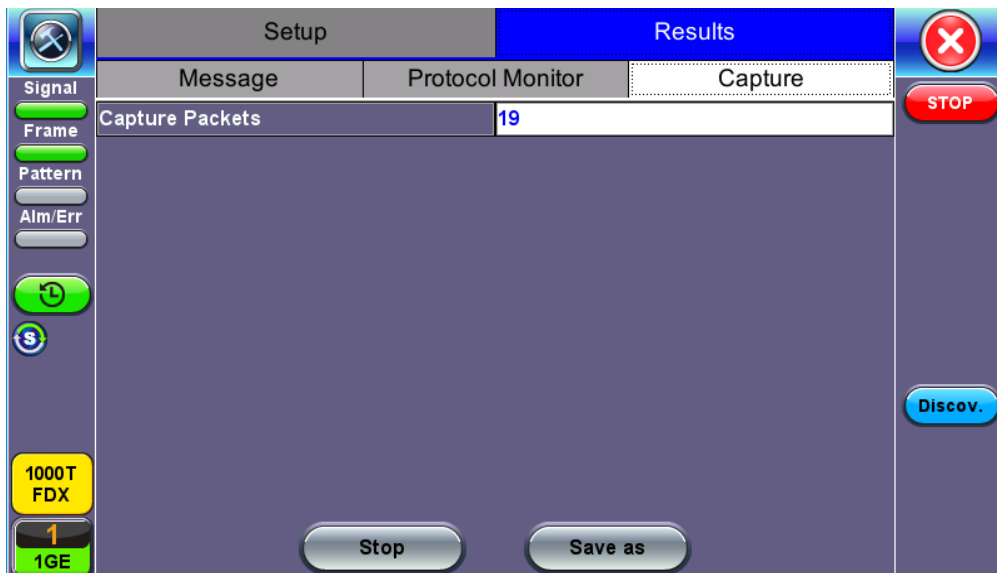 Setup
Results
Message
Protocol Monitor
Capture
Signal
Frame
Pattern
Alm/Err
Capture Packets
19
STOP
S
Discov.
1000T
FDX
1
1GE
Stop
Save as